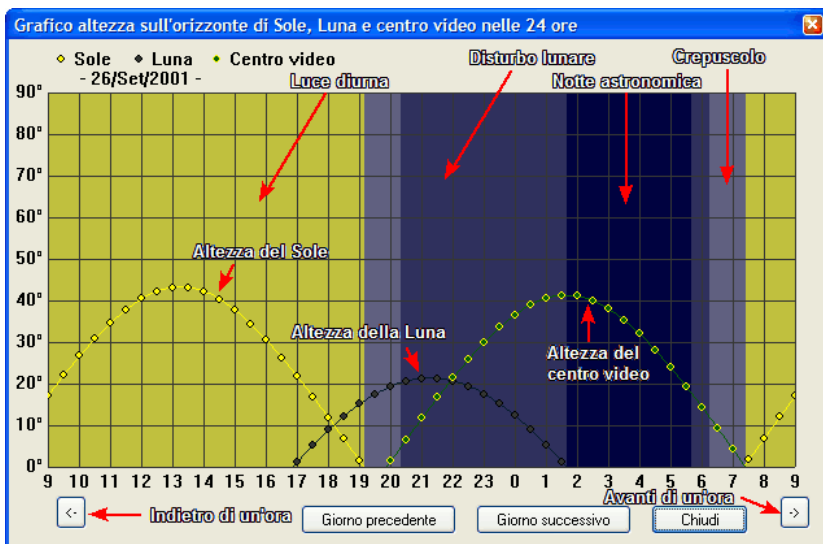 Grafico altezza sull'orizzonte di Sole, Luna e centro video nelle 24 ore
Sole Luna Centro video
- 26/Set/2001 -
Luce diurna
Disturbo lunare
Notte astronomica
Crepuscolo
90°
80°
70°
60°
50°
40°
30°
20°
10°
0°
Altezza del Sole
Altezza della Luna
Altezza del
centro video
9 10 11 12 13 14 15 16 17 18 19 20 21 22 23 0 1 2 3 4 5 6 7 8 9
<- Indietro di un'ora
Giorno precedente
Giorno successivo
Chiudi
Avanti di un'ora
->